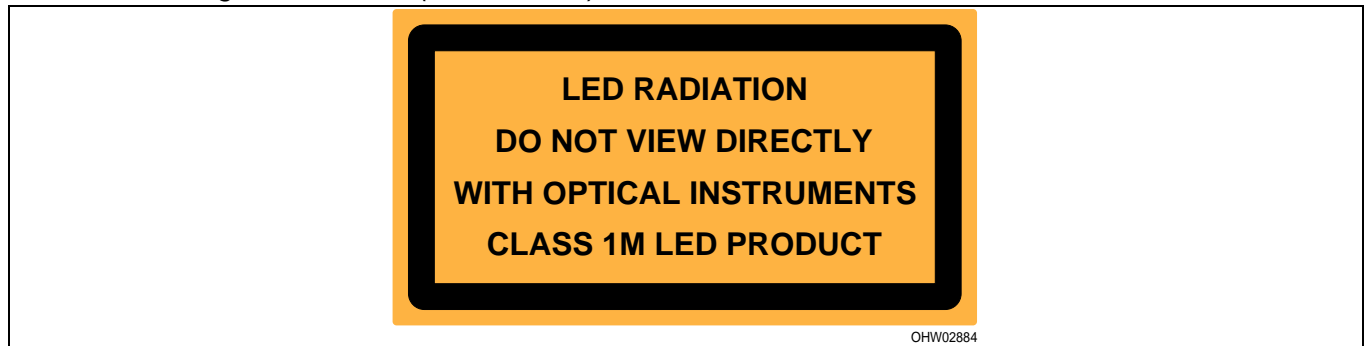 LED RADIATION
DO NOT VIEW DIRECTLY
WITH OPTICAL INSTRUMENTS
CLASS 1M LED PRODUCT
OHW02884